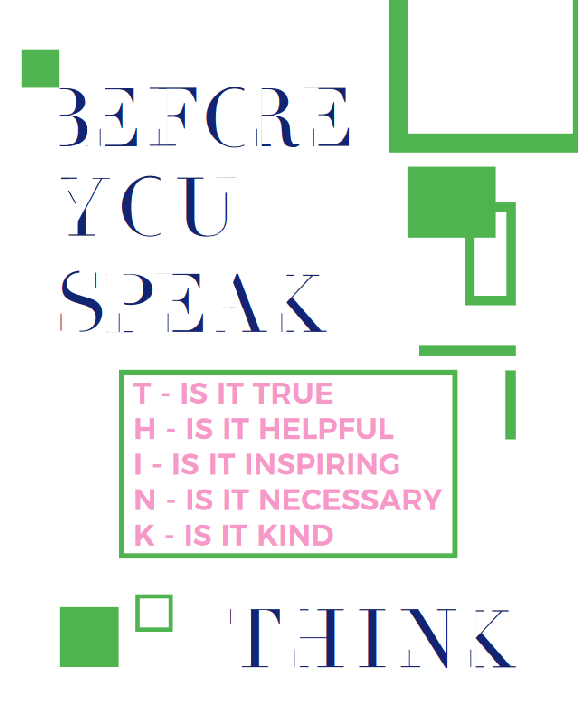 BEFORE
YOU
SPEAK
T - IS IT TRUE
H - IS IT HELPFUL
I - IS IT INSPIRING
N - IS IT NECESSARY
K - IS IT KIND
THINK